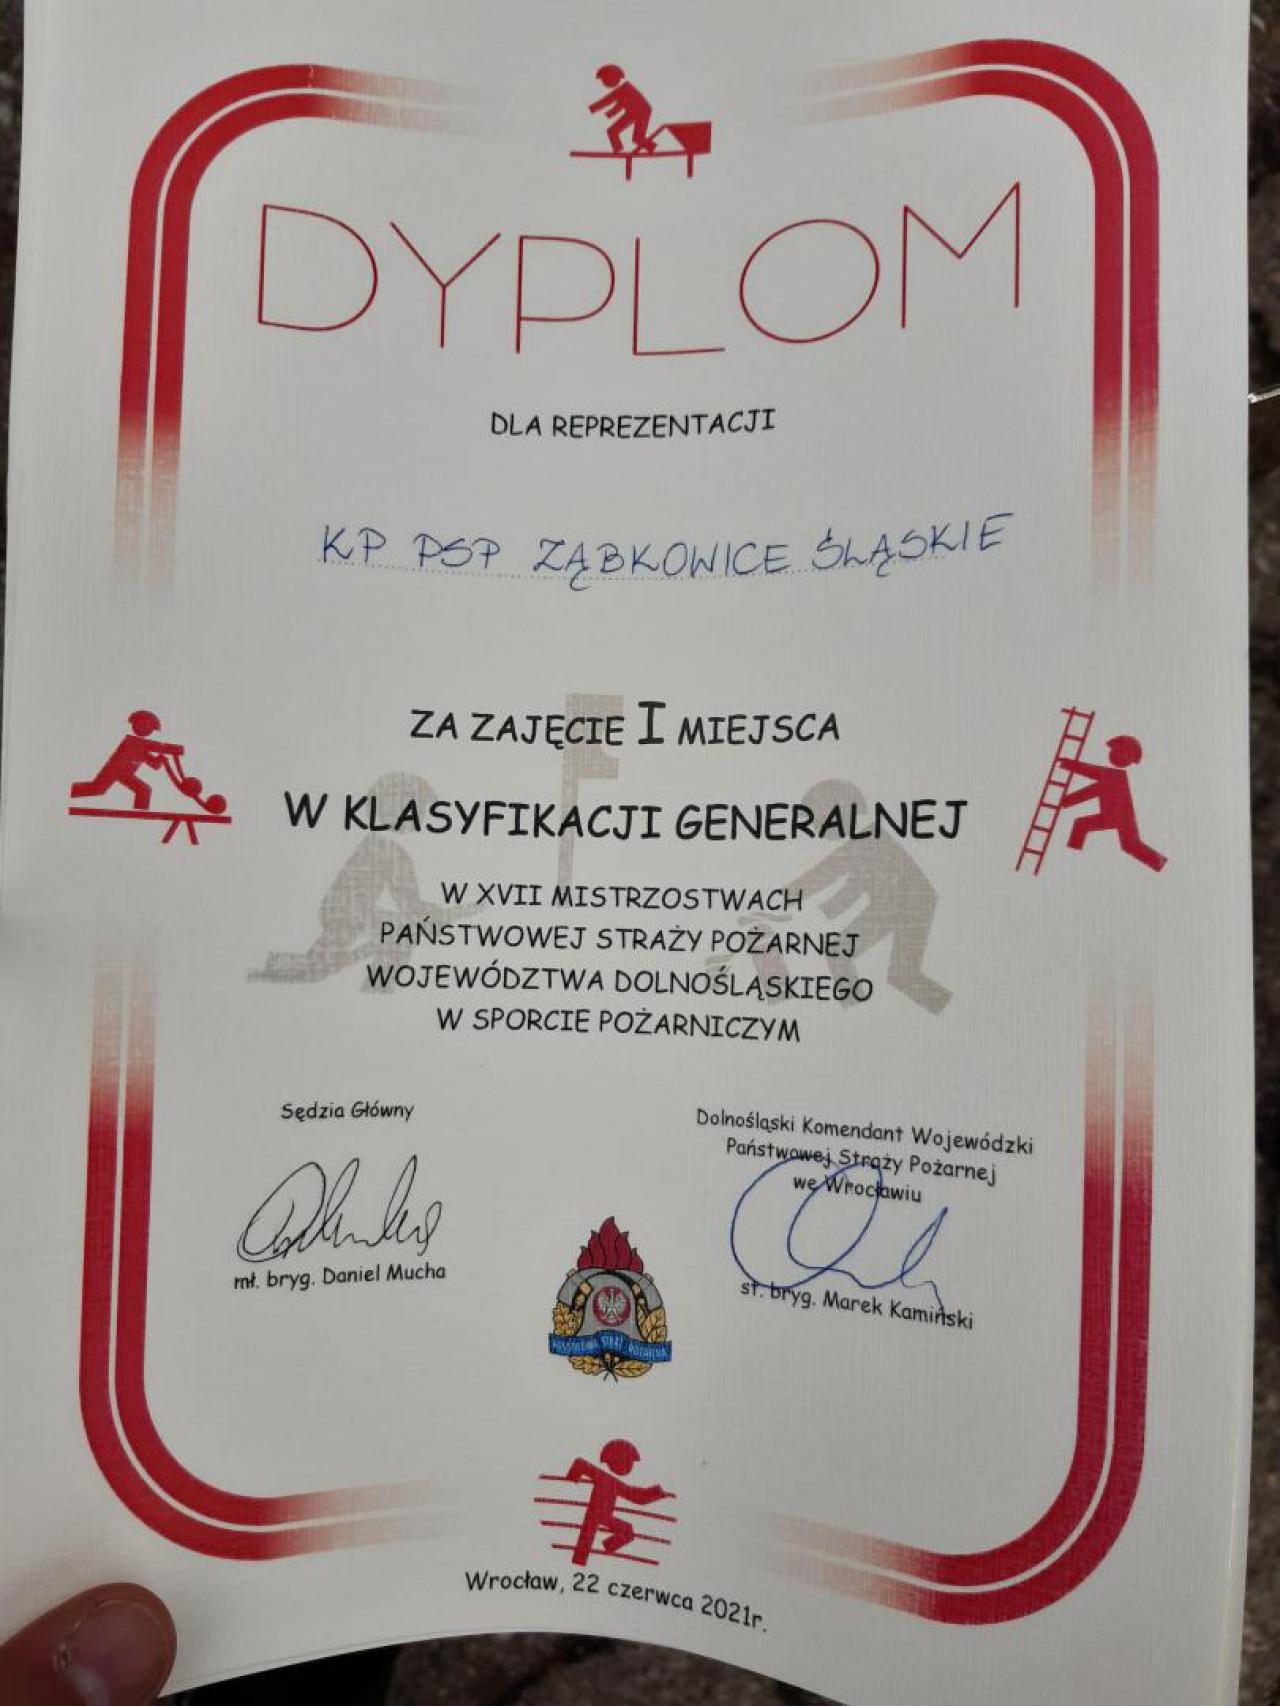 DYPLOM
DLA REPREZENTACJI
KP PSP ZĄBKOWICE ŚLĄSKIE
ZA ZAJĘCIE I MIEJSCA
W KLASYFIKACJI GENERALNEJ
W XVII MISTRZOSTWACH
PAŃSTWOWEJ STRAŻY POŻARNEJ
WOJEWÓDZTWA DOLNOŚLĄSKIEGO
W SPORCIE POŻARNICZYM
Sędzia Główny
mł. bryg. Daniel Mucha
Dolnośląski Komendant Wojewódzki
Państwowej Straży Pożarnej
we Wrocławiu
st. bryg. Marek Kamiński
Wrocław, 22 czerwca 2021r.